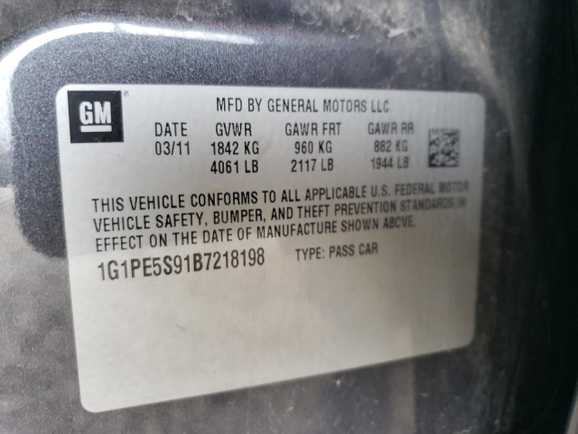 GM
MFD BY GENERAL MOTORS LLC
DATE GVWR GAWR FRT GAWR RR
03/11 1842 KG 960 KG 882 KG
4061 LB 2117 LB 1944 LB
THIS VEHICLE CONFORMS TO ALL APPLICABLE U.S. FEDERAL MOTOR
VEHICLE SAFETY, BUMPER, AND THEFT PREVENTION STANDARDS IN
EFFECT ON THE DATE OF MANUFACTURE SHOWN ABOVE.
1G1PE5S91B7218198 TYPE: PASS CAR